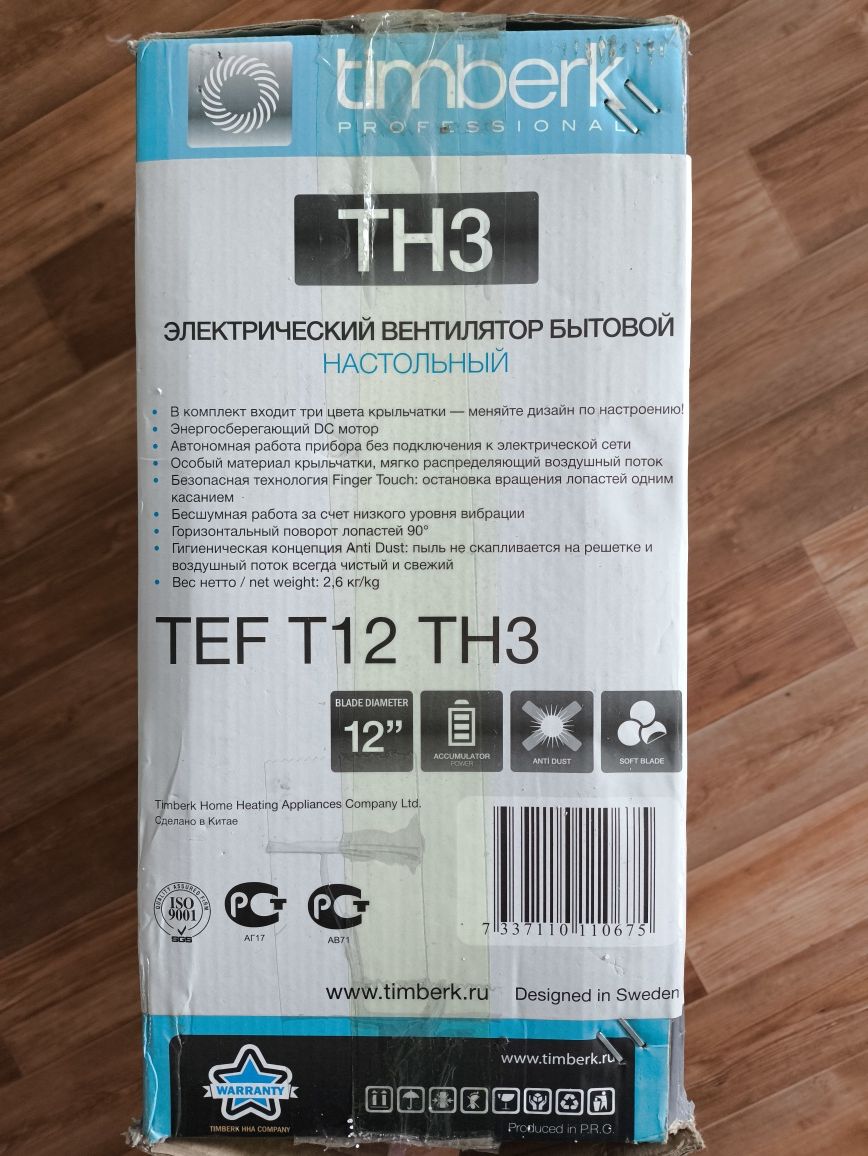 timberk
PROFESSIONAL
TH3
ЭЛЕКТРИЧЕСКИЙ ВЕНТИЛЯТОР БЫТОВОЙ
НАСТОЛЬНЫЙ
• В комплект входит три цвета крыльчатки — меняйте дизайн по настроению!
• Энергосберегающий DC мотор
• Автономная работа прибора без подключения к электрической сети
• Особый материал крыльчатки, мягко распределяющий воздушный поток
• Безопасная технология Finger Touch: остановка вращения лопастей одним
касанием
• Бесшумная работа за счет низкого уровня вибрации
• Горизонтальный поворот лопастей 90°
• Гигиеническая концепция Anti Dust: пыль не скапливается на решетке и
воздушный поток всегда чистый и свежий
• Вес нетто / net weight: 2,6 кг/kg
TEF T12 TH3
BLADE DIAMETER
12”
ACCUMULATOR
POWER
ANTI DUST
SOFT BLADE
Timberk Home Heating Appliances Company Ltd.
Сделано в Китае
QUALITY ASSURED FIRM
ISO
9001
SGS
АГ17
АВ71
7 337110 110675
www.timberk.ru
Designed in Sweden
www.timberk.ru
WARRANTY
TIMBERK HHA COMPANY
Produced in P.R.G.